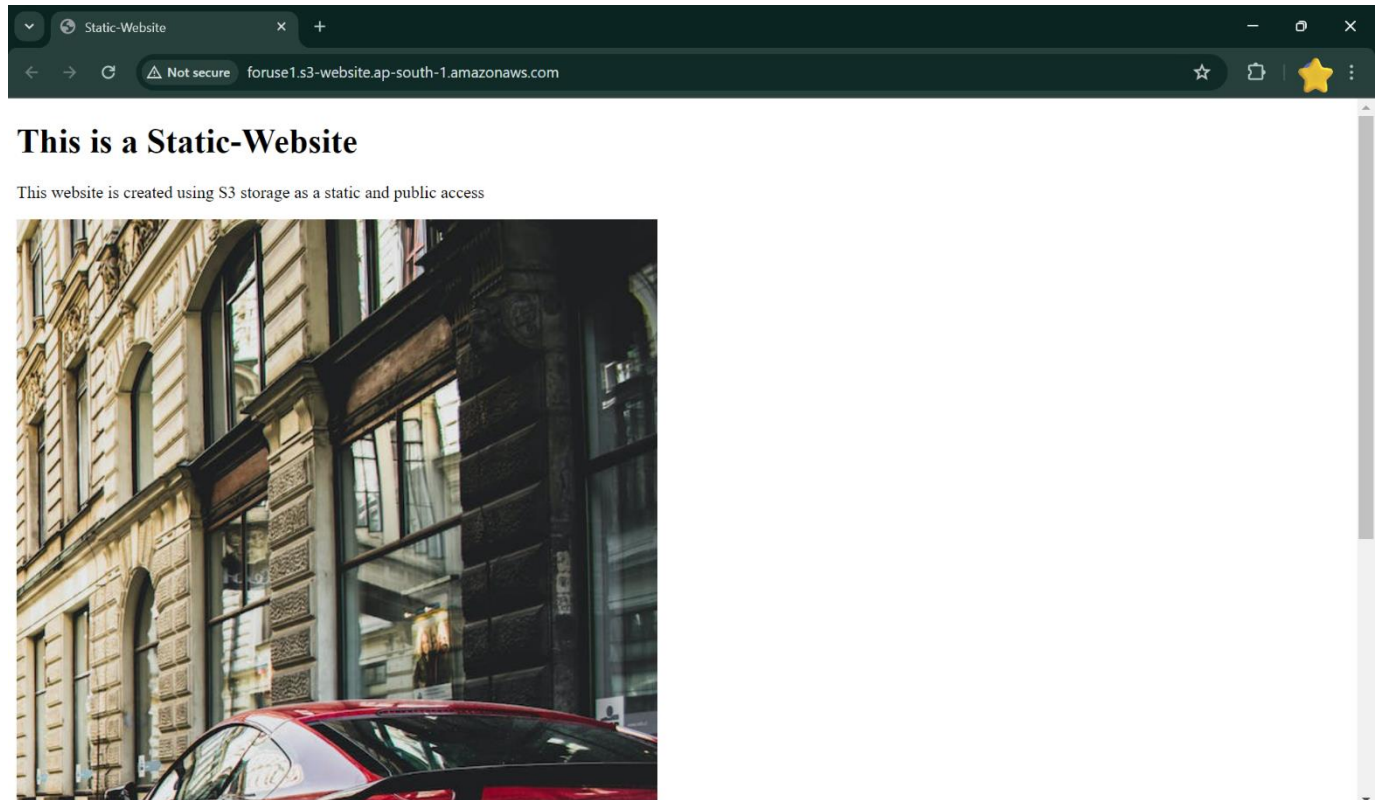 Static-Website
Not secure foruse1.s3-website.ap-south-1.amazonaws.com
This is a Static-Website
This website is created using S3 storage as a static and public access